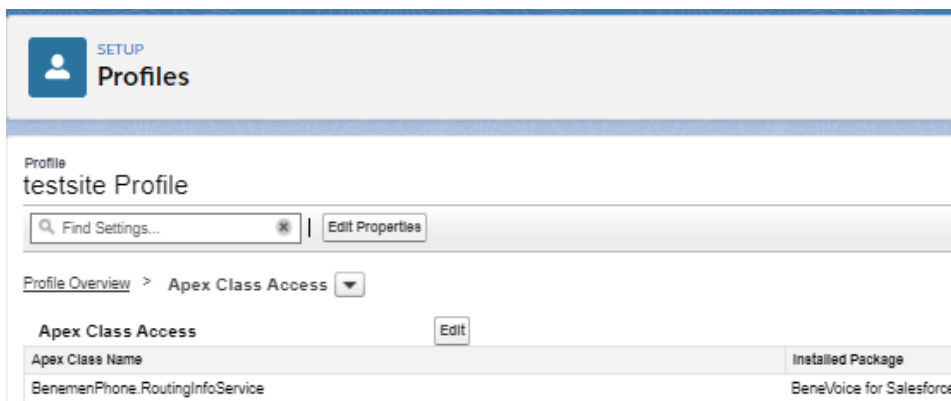 SETUP
Profiles
Profile
testsite Profile
Find Settings...
Edit Properties
Profile Overview > Apex Class Access
Apex Class Access Edit
Apex Class Name Installed Package
BenemenPhone.RoutingInfoService BeneVoice for Salesforce